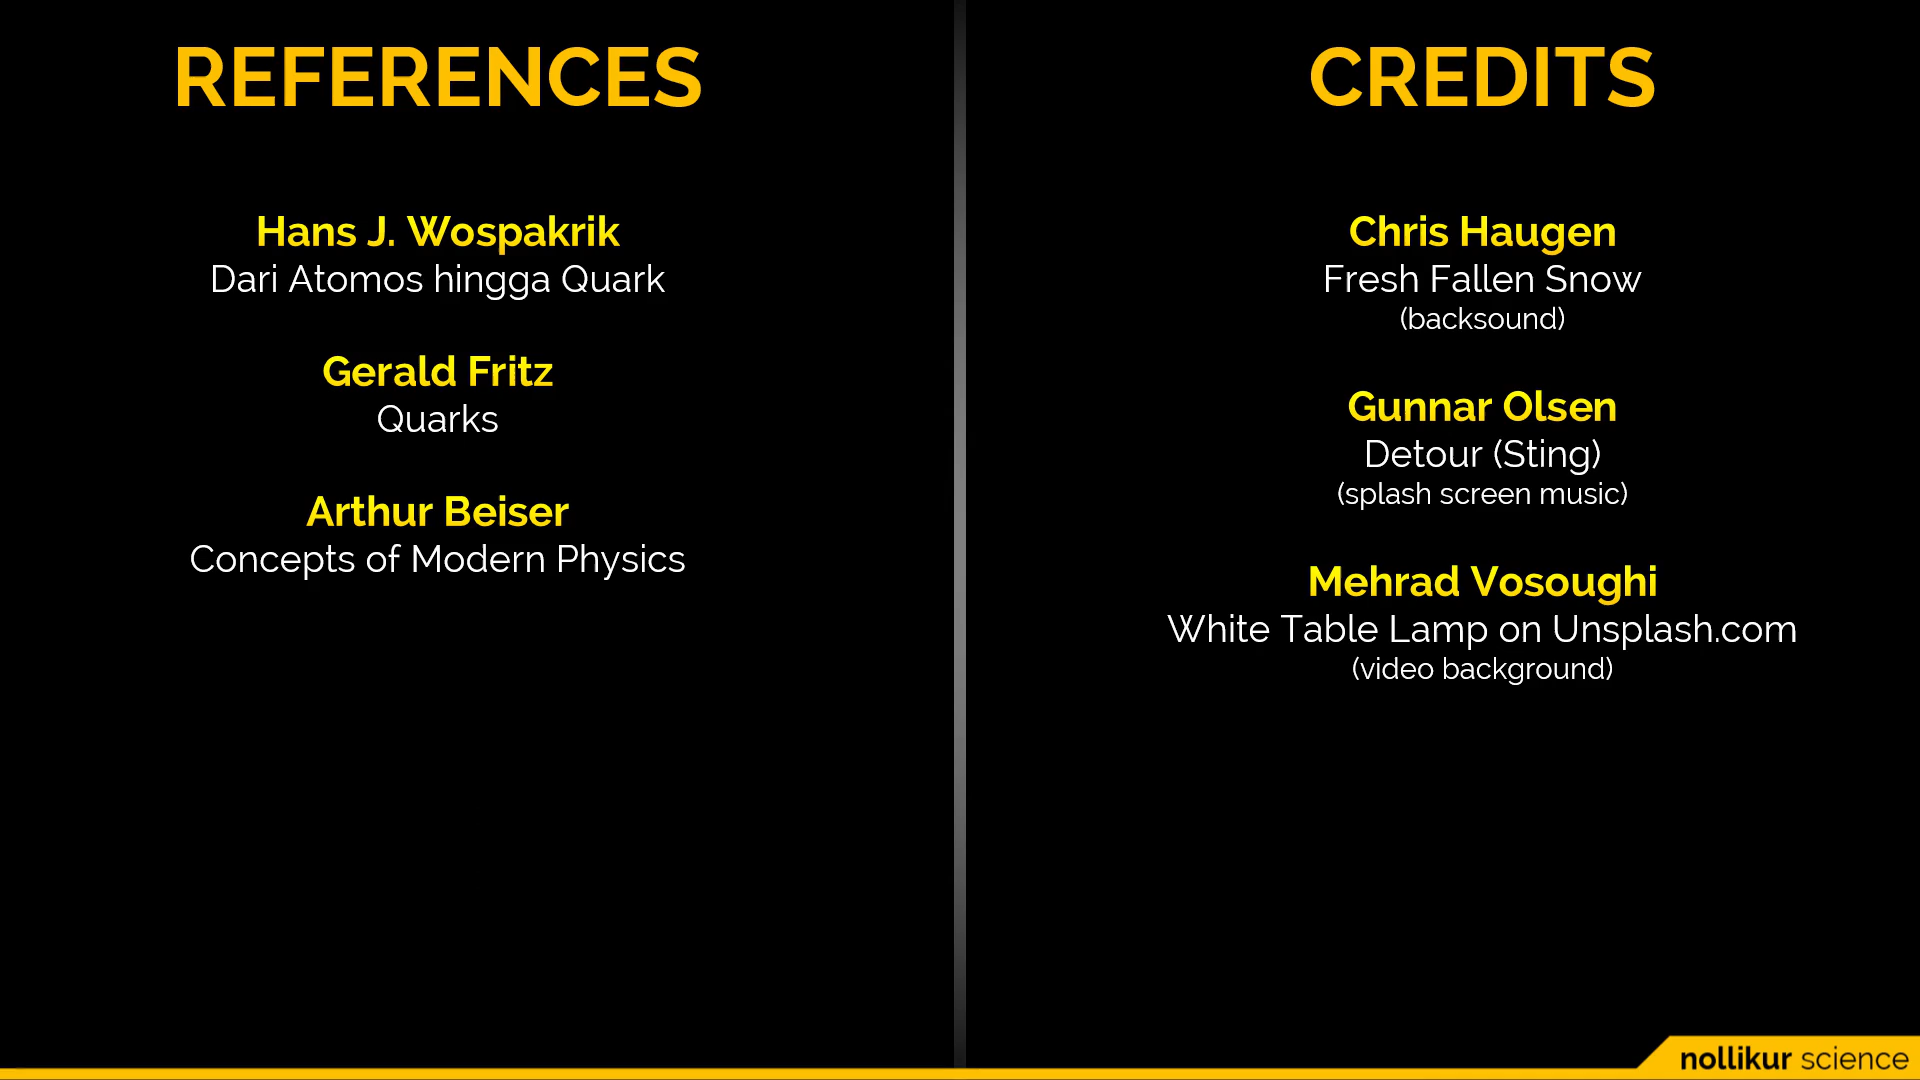 REFERENCES
Hans J. Wospakrik
Dari Atomos hingga Quark
Gerald Fritz
Quarks
Arthur Beiser
Concepts of Modern Physics
CREDITS
Chris Haugen
Fresh Fallen Snow
(backsound)
Gunnar Olsen
Detour (Sting)
(splash screen music)
Mehrad Vosoughi
White Table Lamp on Unsplash.com
(video background)
nollikur science